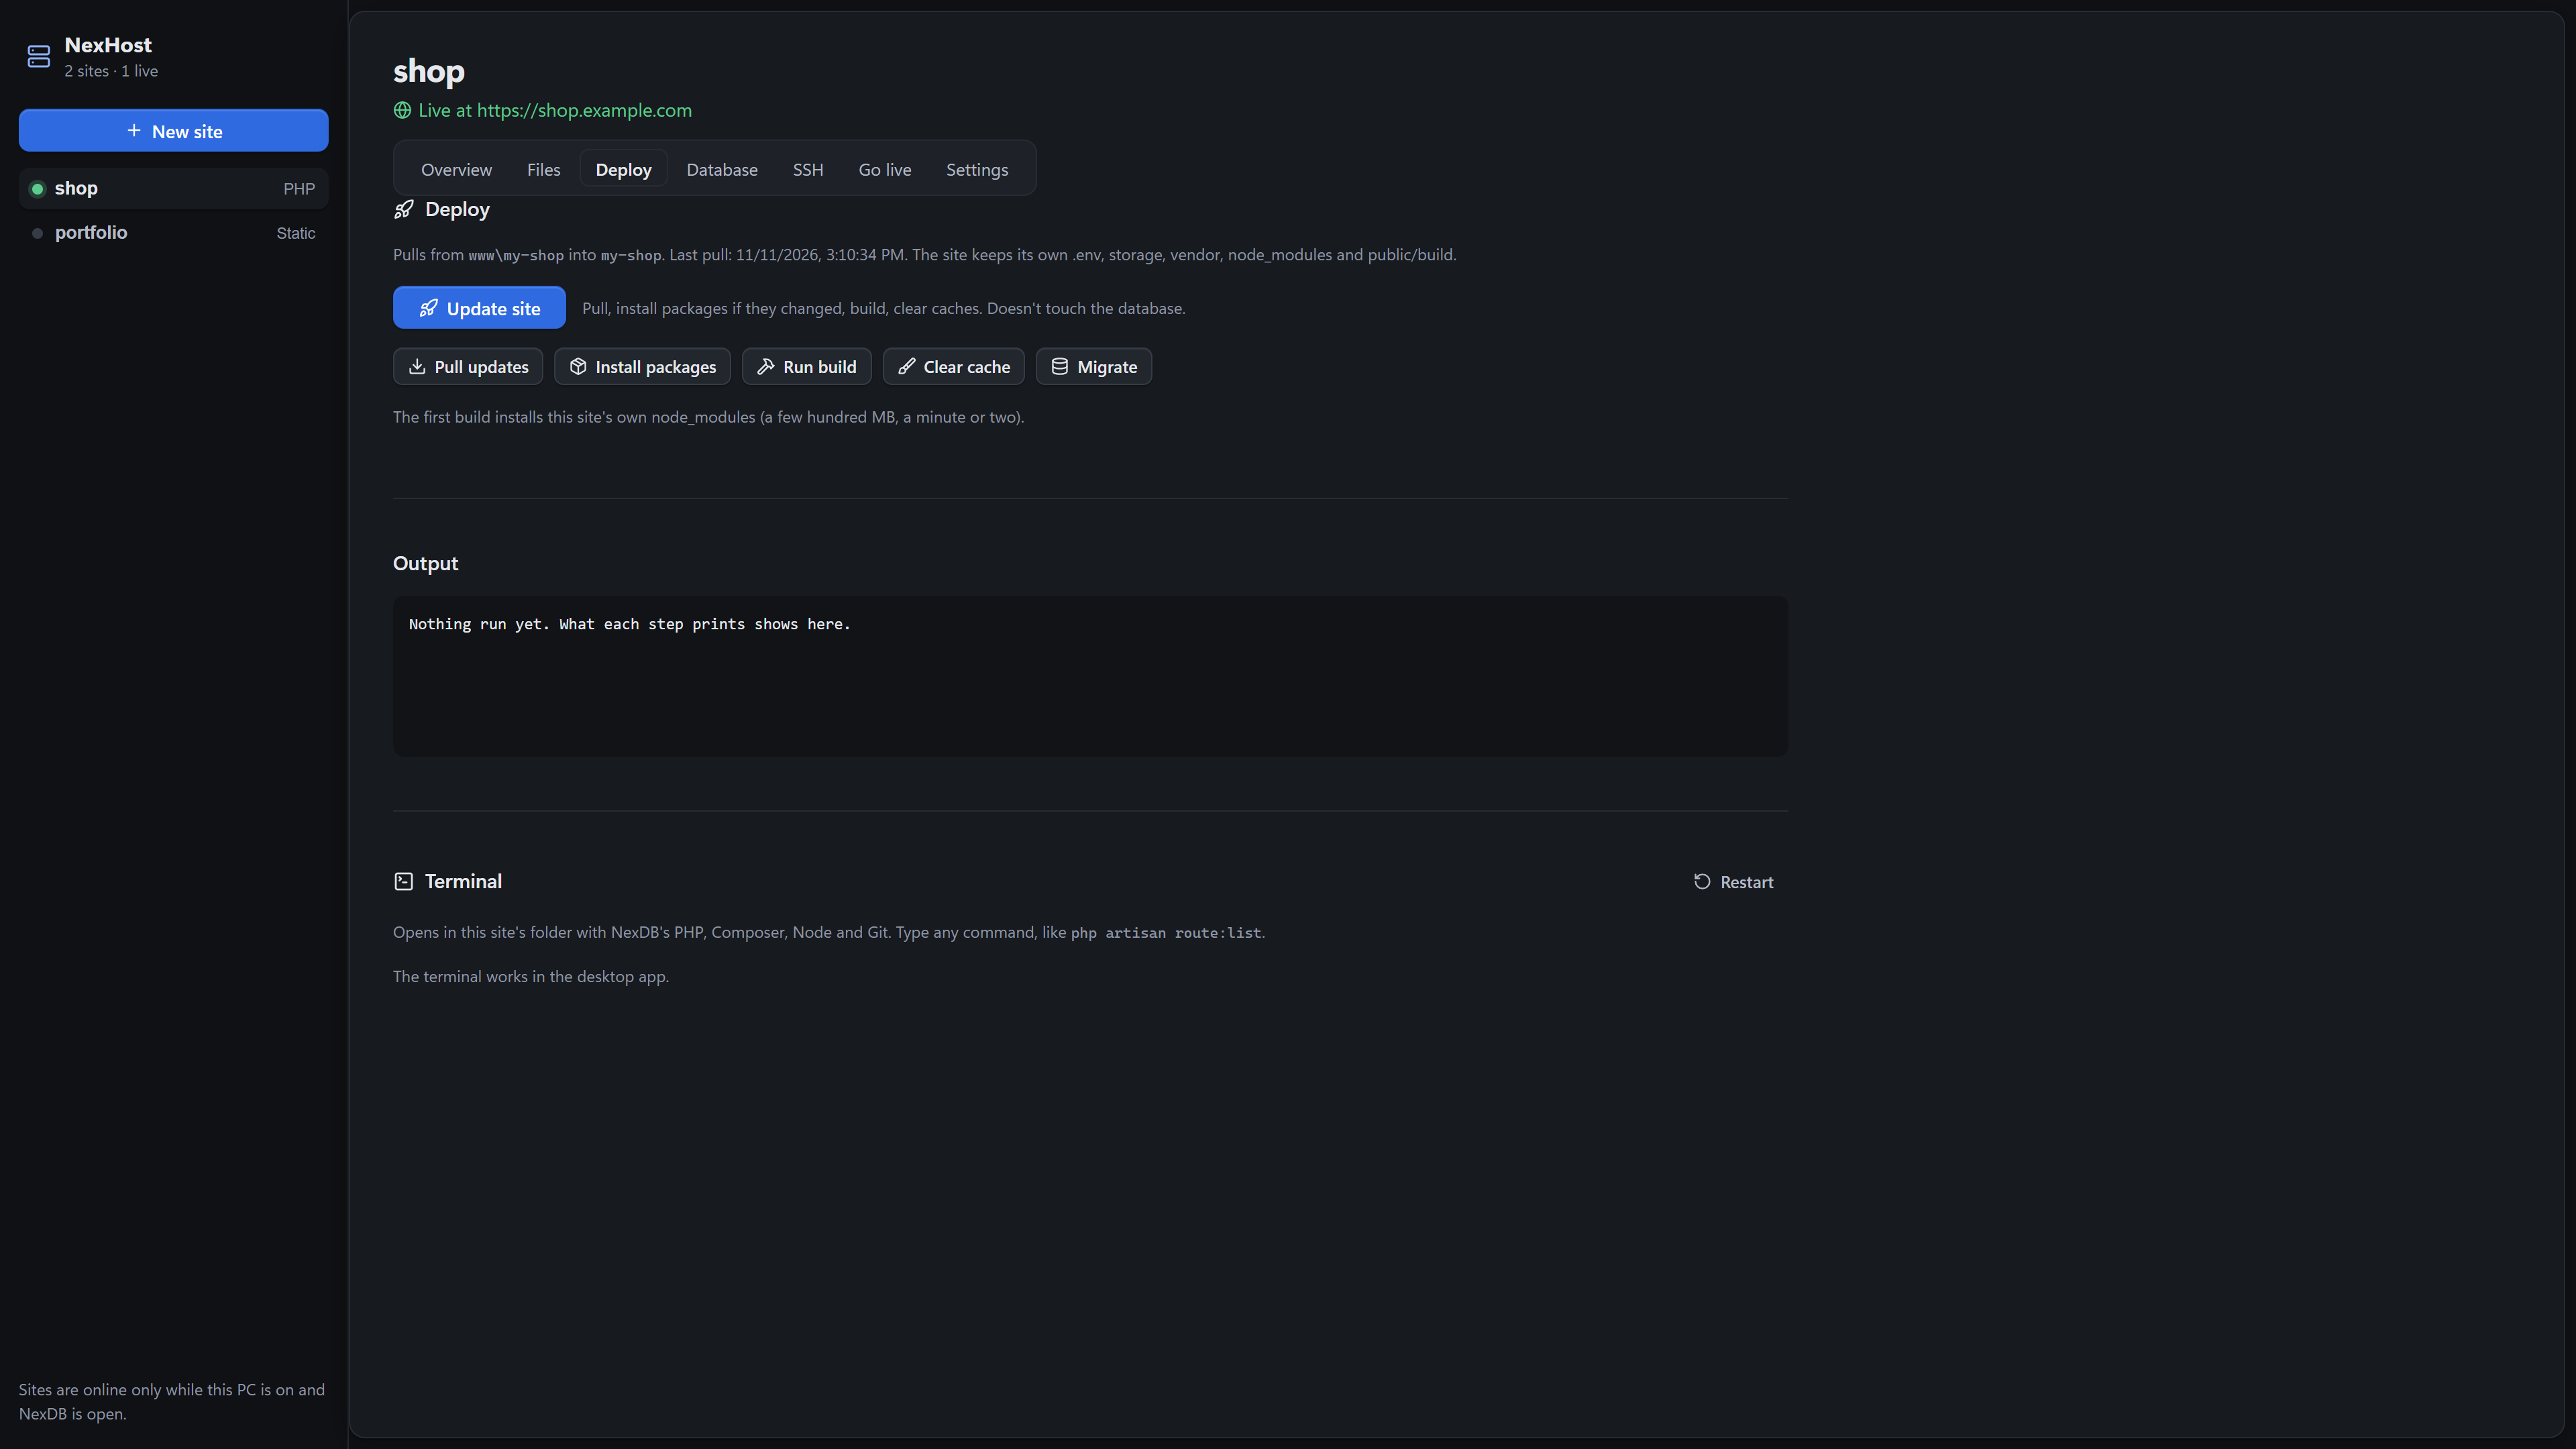 NexHost
2 sites · 1 live
New site
shop PHP
portfolio Static
Sites are online only while this PC is on and
NexDB is open.
shop
Live at https://shop.example.com
Overview Files Deploy Database SSH Go live Settings
Deploy
Pulls from www\my-shop into my-shop. Last pull: 11/11/2026, 3:10:34 PM. The site keeps its own .env, storage, vendor, node_modules and public/build.
Update site Pull, install packages if they changed, build, clear caches. Doesn't touch the database.
Pull updates Install packages Run build Clear cache Migrate
The first build installs this site's own node_modules (a few hundred MB, a minute or two).
Output
Nothing run yet. What each step prints shows here.
Terminal Restart
Opens in this site's folder with NexDB's PHP, Composer, Node and Git. Type any command, like php artisan route:list.
The terminal works in the desktop app.